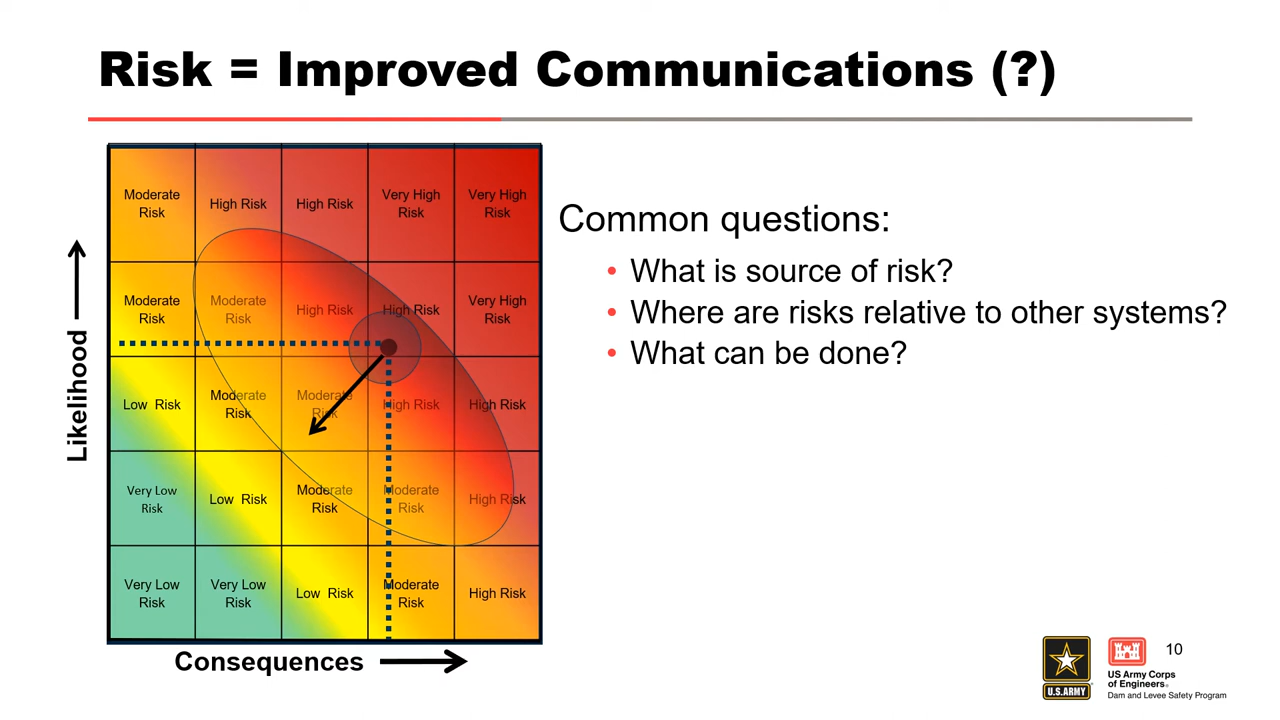 Risk = Improved Communications (?)
Moderate
Risk
High Risk
High Risk
Very High
Risk
Very High
Risk
Moderate
Risk
Moderate
Risk
High Risk
High Risk
Very High
Risk
Low Risk
Moderate
Risk
Moderate
Risk
High Risk
High Risk
Very Low
Risk
Low Risk
Moderate
Risk
Moderate
Risk
High Risk
Very Low
Risk
Very Low
Risk
Low Risk
Moderate
Risk
High Risk
Likelihood
Consequences
Common questions:
• What is source of risk?
• Where are risks relative to other systems?
• What can be done?
U.S.ARMY
US Army Corps
of Engineers®
Dam and Levee Safety Program
10